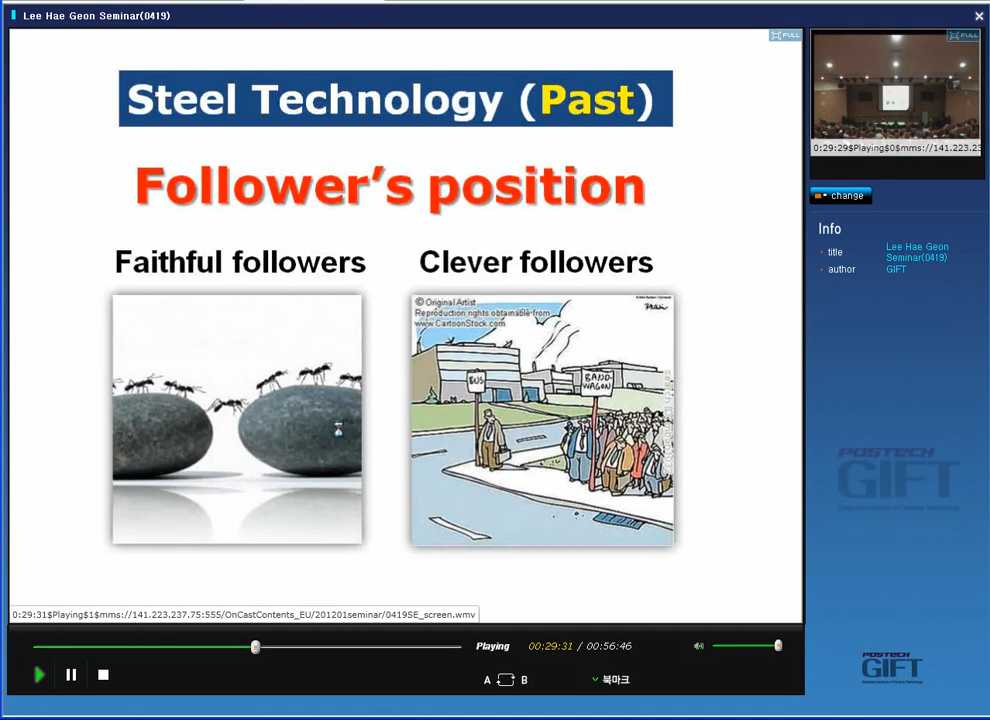 Lee Hae Geon Seminar(0419)
FULL
FULL
Steel Technology (Past)
Follower's position
Faithful followers
Clever followers
© Original Artist
Reproduction rights obtainable from
www.CartoonStock.com
BUS
BAND-
WAGON
0:29:31$Playing$1$mms://141.223.237.75:555/OnCastContents_EU/201201seminar/0419SE_screen.wmv
Playing
00:29:31 / 00:56:46
A
B
북마크
0:29:29$Playing$0$mms://141.223.23
change
Info
title
Lee Hae Geon
Seminar(0419)
author
GIFT
POSTECH
GIFT
POSTECH
GIFT